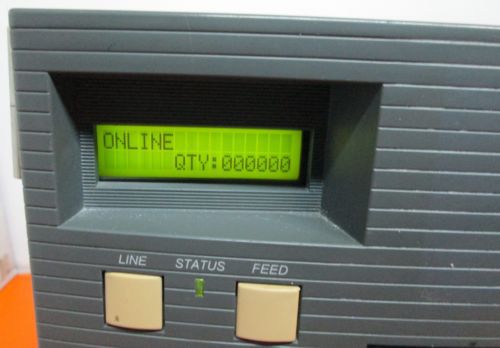 ONLINE
QTY:000000
LINE STATUS FEED